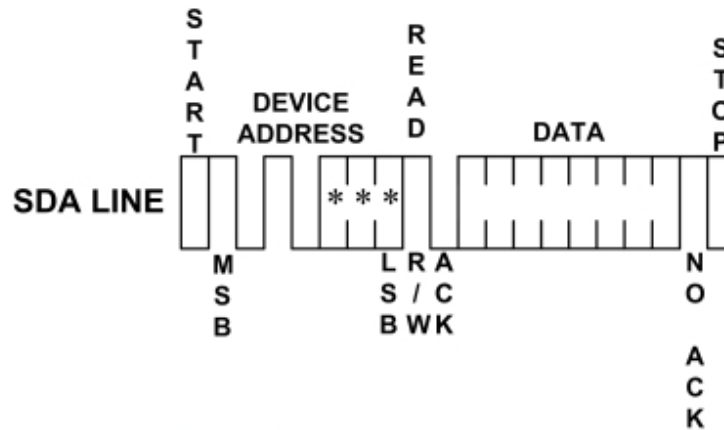 START
READ
STOP
DEVICE
ADDRESS
DATA
SDA LINE
* * *
MSB
LSB
R/W
ACK
NO ACK